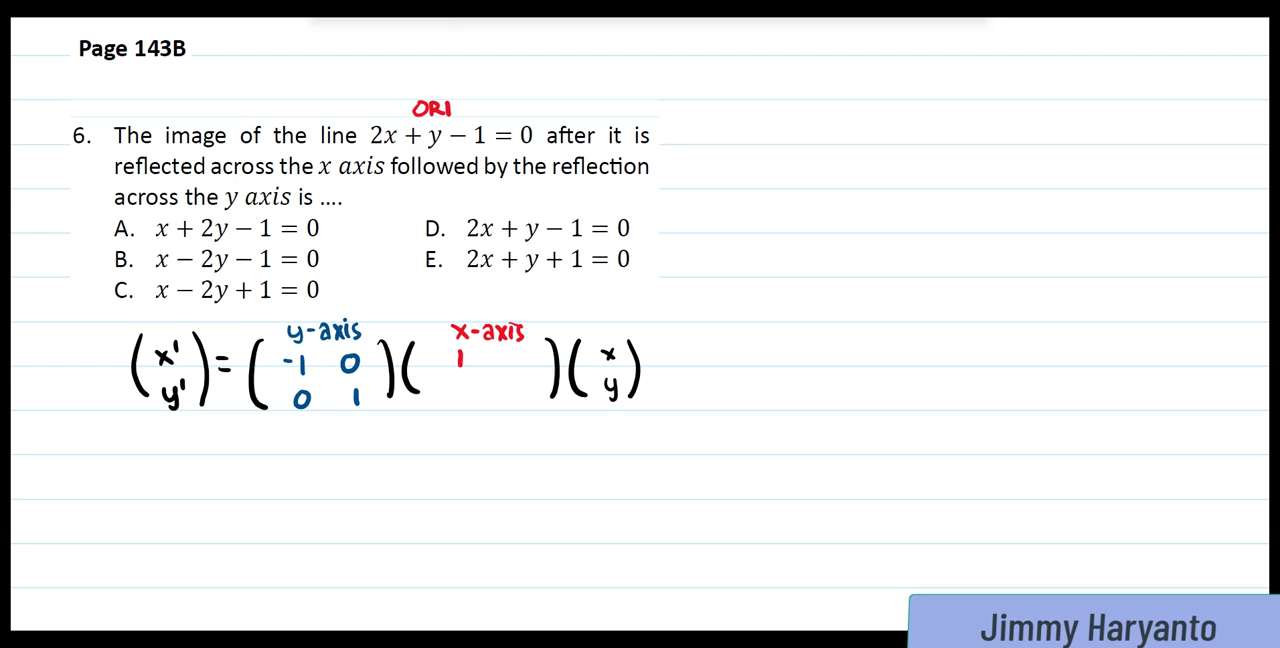 Page 143B
ORI
6. The image of the line 2x + y − 1 = 0 after it is
reflected across the x axis followed by the reflection
across the y axis is ....
A. x + 2y − 1 = 0 D. 2x + y − 1 = 0
B. x − 2y − 1 = 0 E. 2x + y + 1 = 0
C. x − 2y + 1 = 0
y-axis x-axis
(x') = (-1 0) (1 ) (x)
(y') (0 1) ( ) (y)
Jimmy Haryanto